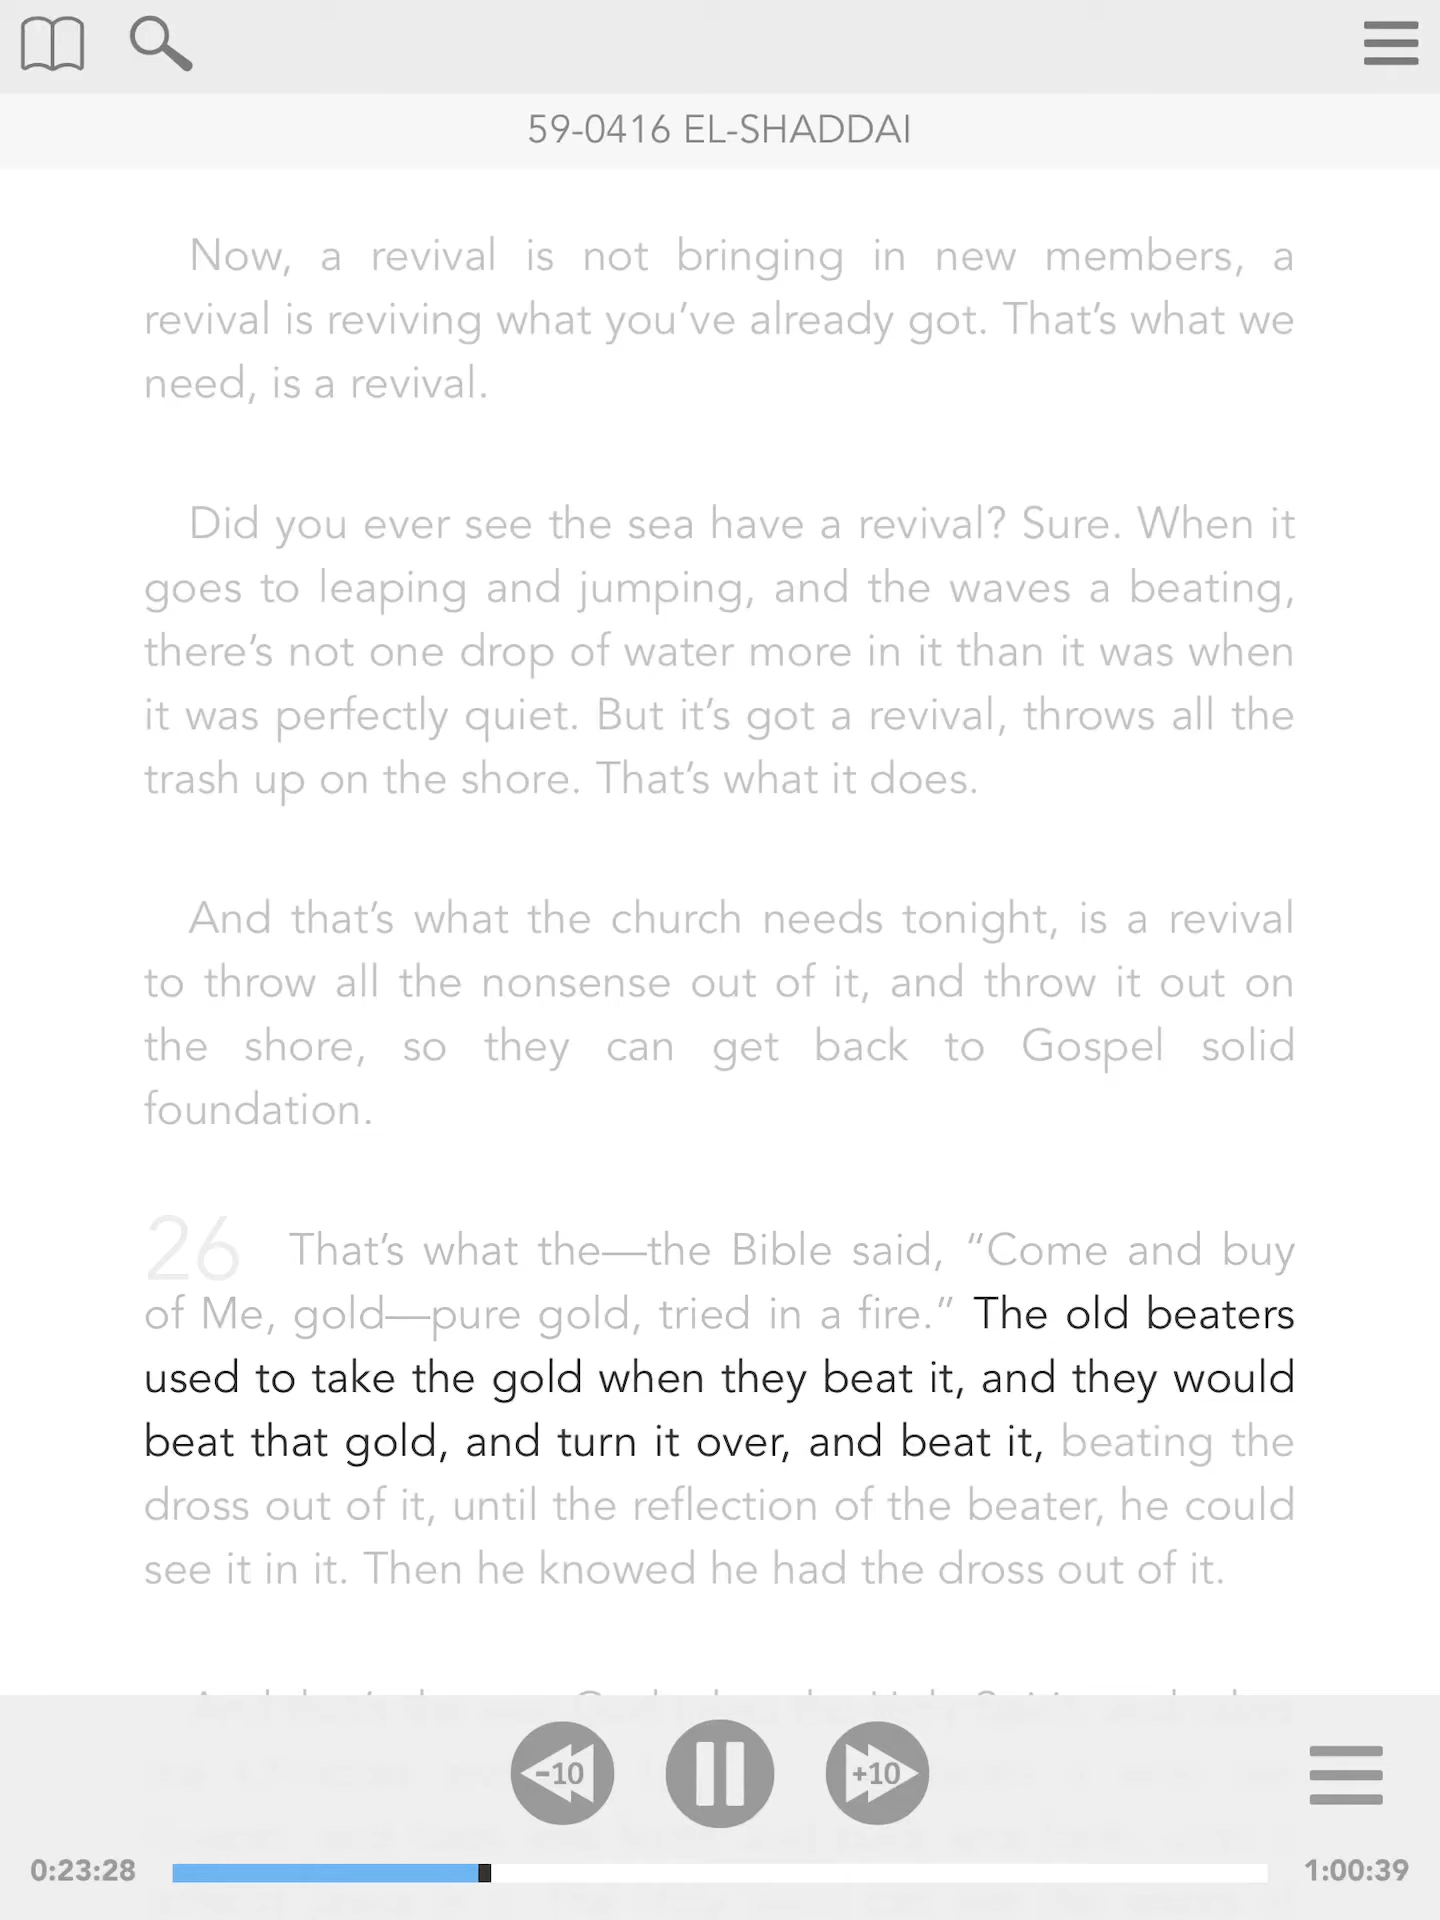 59-0416 EL-SHADDAI
Now, a revival is not bringing in new members, a
revival is reviving what you’ve already got. That’s what we
need, is a revival.
Did you ever see the sea have a revival? Sure. When it
goes to leaping and jumping, and the waves a beating,
there’s not one drop of water more in it than it was when
it was perfectly quiet. But it’s got a revival, throws all the
trash up on the shore. That’s what it does.
And that’s what the church needs tonight, is a revival
to throw all the nonsense out of it, and throw it out on
the shore, so they can get back to Gospel solid
foundation.
26 That’s what the—the Bible said, “Come and buy
of Me, gold—pure gold, tried in a fire.” The old beaters
used to take the gold when they beat it, and they would
beat that gold, and turn it over, and beat it, beating the
dross out of it, until the reflection of the beater, he could
see it in it. Then he knowed he had the dross out of it.
-10 +10
0:23:28 1:00:39